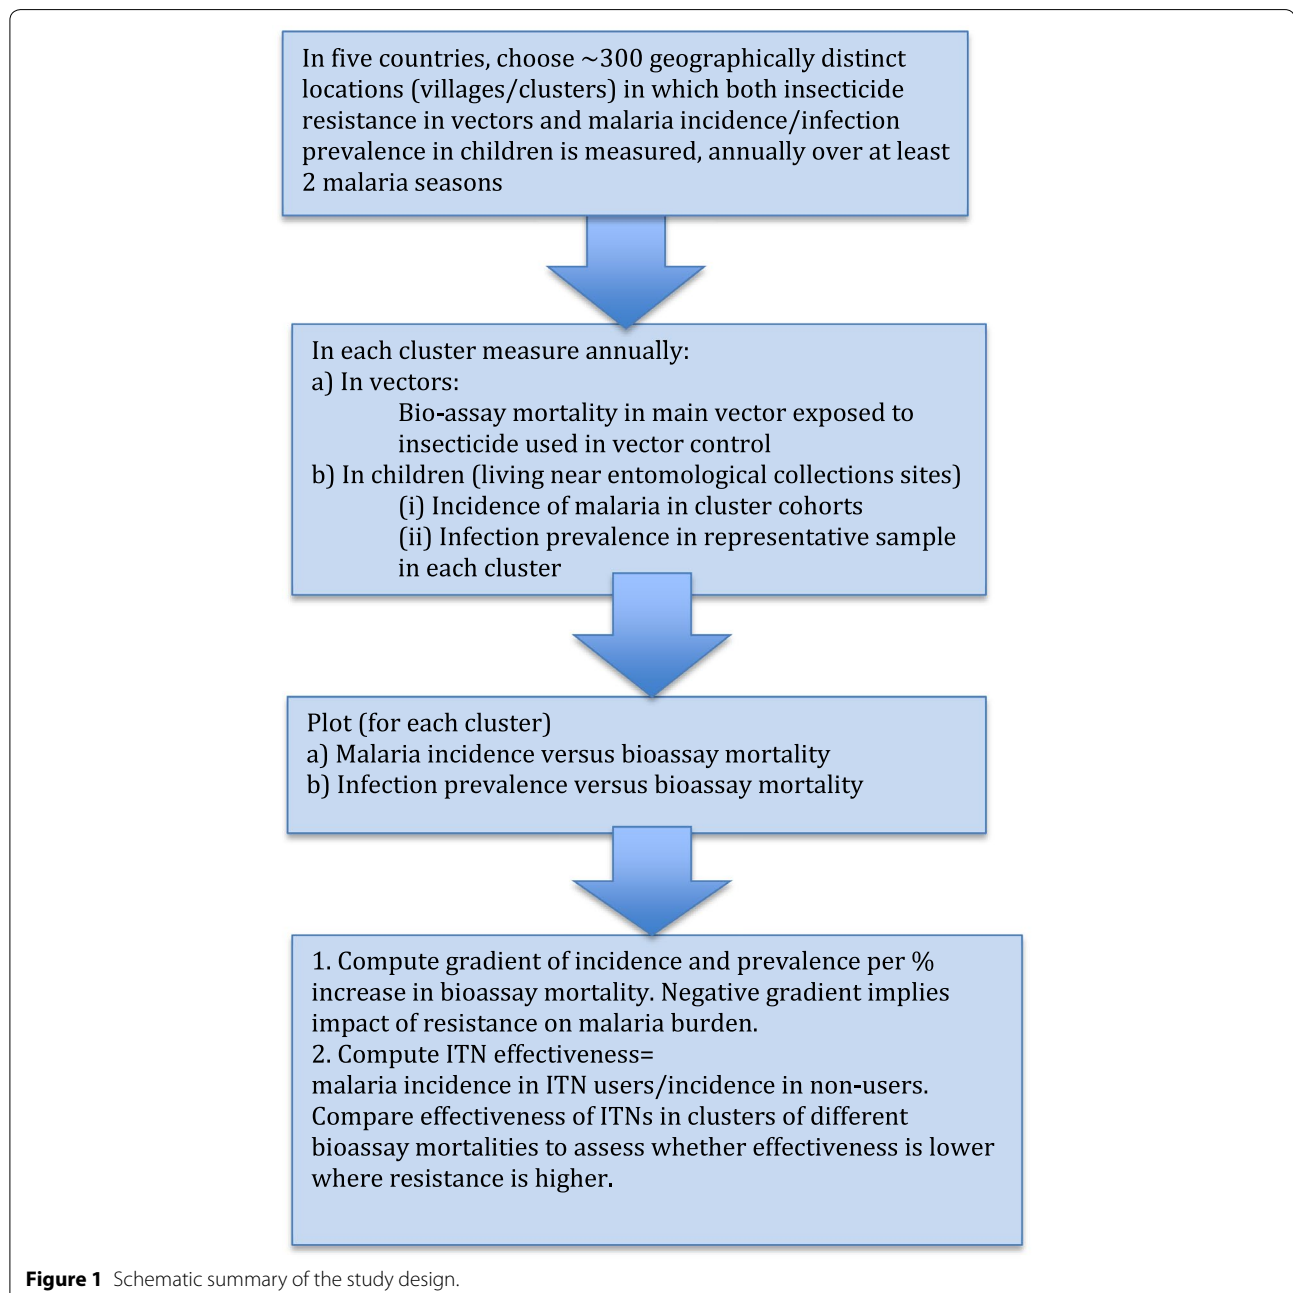 In five countries, choose ~300 geographically distinct
locations (villages/clusters) in which both insecticide
resistance in vectors and malaria incidence/infection
prevalence in children is measured, annually over at least
2 malaria seasons
In each cluster measure annually:
a) In vectors:
Bio-assay mortality in main vector exposed to
insecticide used in vector control
b) In children (living near entomological collections sites)
(i) Incidence of malaria in cluster cohorts
(ii) Infection prevalence in representative sample
in each cluster
Plot (for each cluster)
a) Malaria incidence versus bioassay mortality
b) Infection prevalence versus bioassay mortality
1. Compute gradient of incidence and prevalence per %
increase in bioassay mortality. Negative gradient implies
impact of resistance on malaria burden.
2. Compute ITN effectiveness=
malaria incidence in ITN users/incidence in non-users.
Compare effectiveness of ITNs in clusters of different
bioassay mortalities to assess whether effectiveness is lower
where resistance is higher.
Figure 1 Schematic summary of the study design.